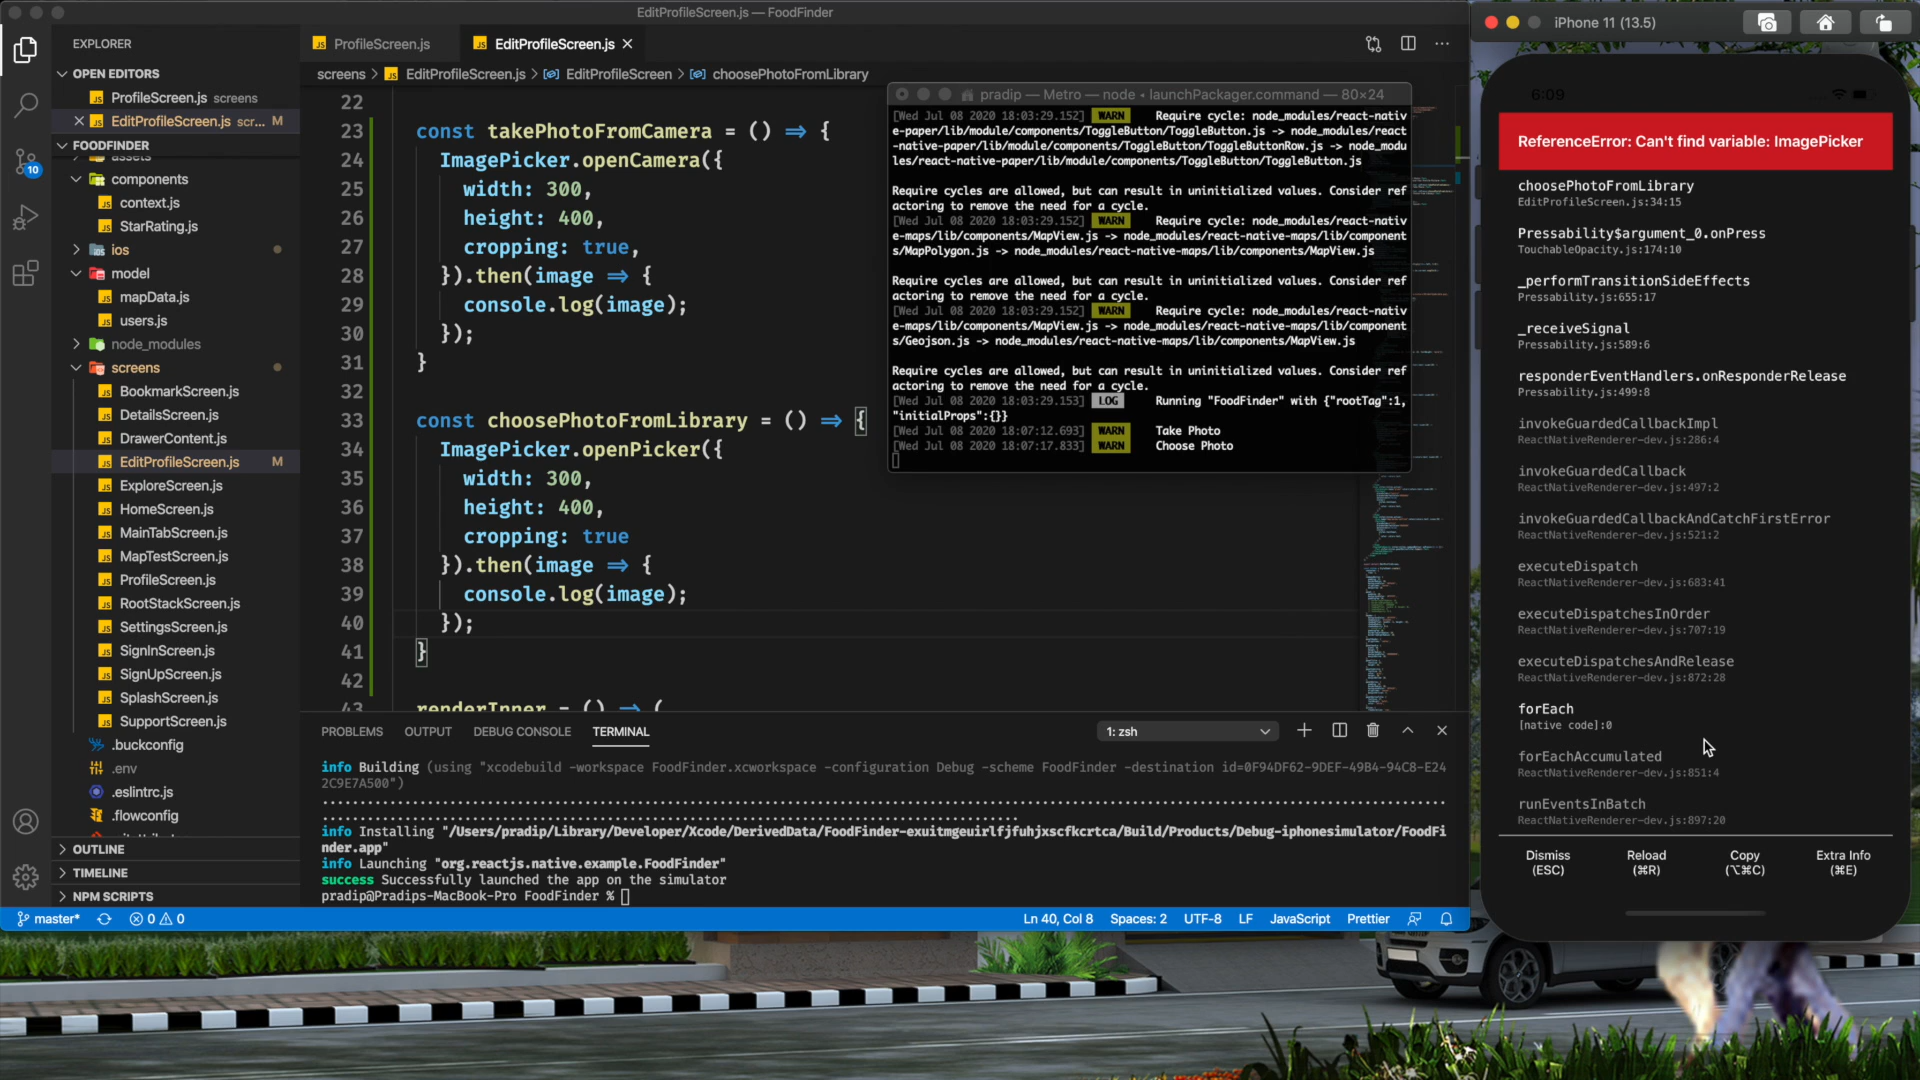 EditProfileScreen.js — FoodFinder
EXPLORER
OPEN EDITORS
ProfileScreen.js screens
EditProfileScreen.js scr... M
FOODFINDER
assets
components
context.js
StarRating.js
ios
model
mapData.js
users.js
node_modules
screens
BookmarkScreen.js
DetailsScreen.js
DrawerContent.js
EditProfileScreen.js M
ExploreScreen.js
HomeScreen.js
MainTabScreen.js
MapTestScreen.js
ProfileScreen.js
RootStackScreen.js
SettingsScreen.js
SignInScreen.js
SignUpScreen.js
SplashScreen.js
SupportScreen.js
.buckconfig
.env
.eslintrc.js
.flowconfig
OUTLINE
TIMELINE
NPM SCRIPTS
10
ProfileScreen.js
EditProfileScreen.js
screens > EditProfileScreen.js > EditProfileScreen > choosePhotoFromLibrary
22
23 const takePhotoFromCamera = () => {
24 ImagePicker.openCamera({
25 width: 300,
26 height: 400,
27 cropping: true,
28 }).then(image => {
29 console.log(image);
30 });
31 }
32
33 const choosePhotoFromLibrary = () => {
34 ImagePicker.openPicker({
35 width: 300,
36 height: 400,
37 cropping: true
38 }).then(image => {
39 console.log(image);
40 });
41 }
42
43 renderInner = () => (
pradip — Metro — node ◂ launchPackager.command — 80×24
[Wed Jul 08 2020 18:03:29.152] WARN Require cycle: node_modules/react-nativ
e-paper/lib/module/components/ToggleButton/ToggleButton.js -> node_modules/react
-native-paper/lib/module/components/ToggleButton/ToggleButtonRow.js -> node_modu
les/react-native-paper/lib/module/components/ToggleButton/ToggleButton.js
Require cycles are allowed, but can result in uninitialized values. Consider ref
actoring to remove the need for a cycle.
[Wed Jul 08 2020 18:03:29.152] WARN Require cycle: node_modules/react-nativ
e-maps/lib/components/MapView.js -> node_modules/react-native-maps/lib/component
s/MapPolygon.js -> node_modules/react-native-maps/lib/components/MapView.js
Require cycles are allowed, but can result in uninitialized values. Consider ref
actoring to remove the need for a cycle.
[Wed Jul 08 2020 18:03:29.152] WARN Require cycle: node_modules/react-nativ
e-maps/lib/components/MapView.js -> node_modules/react-native-maps/lib/component
s/Geojson.js -> node_modules/react-native-maps/lib/components/MapView.js
Require cycles are allowed, but can result in uninitialized values. Consider ref
actoring to remove the need for a cycle.
[Wed Jul 08 2020 18:03:29.153] LOG Running "FoodFinder" with {"rootTag":1,
"initialProps":{}}
[Wed Jul 08 2020 18:07:12.693] WARN Take Photo
[Wed Jul 08 2020 18:07:17.833] WARN Choose Photo
PROBLEMS OUTPUT DEBUG CONSOLE TERMINAL 1: zsh
info Building (using "xcodebuild -workspace FoodFinder.xcworkspace -configuration Debug -scheme FoodFinder -destination id=0F94DF62-9DEF-49B4-94C8-E24
2C9E7A500")
info Installing "/Users/pradip/Library/Developer/Xcode/DerivedData/FoodFinder-exuitmgeuirlfjfuhjxscfkcrtca/Build/Products/Debug-iphonesimulator/FoodFi
nder.app"
info Launching "org.reactjs.native.example.FoodFinder"
success Successfully launched the app on the simulator
pradip@Pradips-MacBook-Pro FoodFinder %
master* 0 0 Ln 40, Col 8 Spaces: 2 UTF-8 LF JavaScript Prettier
iPhone 11 (13.5)
6:09
ReferenceError: Can't find variable: ImagePicker
choosePhotoFromLibrary
EditProfileScreen.js:34:15
Pressability$argument_0.onPress
TouchableOpacity.js:174:10
_performTransitionSideEffects
Pressability.js:655:17
_receiveSignal
Pressability.js:589:6
responderEventHandlers.onResponderRelease
Pressability.js:499:8
invokeGuardedCallbackImpl
ReactNativeRenderer-dev.js:286:4
invokeGuardedCallback
ReactNativeRenderer-dev.js:497:2
invokeGuardedCallbackAndCatchFirstError
ReactNativeRenderer-dev.js:521:2
executeDispatch
ReactNativeRenderer-dev.js:683:41
executeDispatchesInOrder
ReactNativeRenderer-dev.js:707:19
executeDispatchesAndRelease
ReactNativeRenderer-dev.js:872:28
forEach
[native code]:0
forEachAccumulated
ReactNativeRenderer-dev.js:851:4
runEventsInBatch
ReactNativeRenderer-dev.js:897:20
Dismiss Reload Copy Extra Info
(ESC) (⌘R) (⌥⌘C) (⌘E)